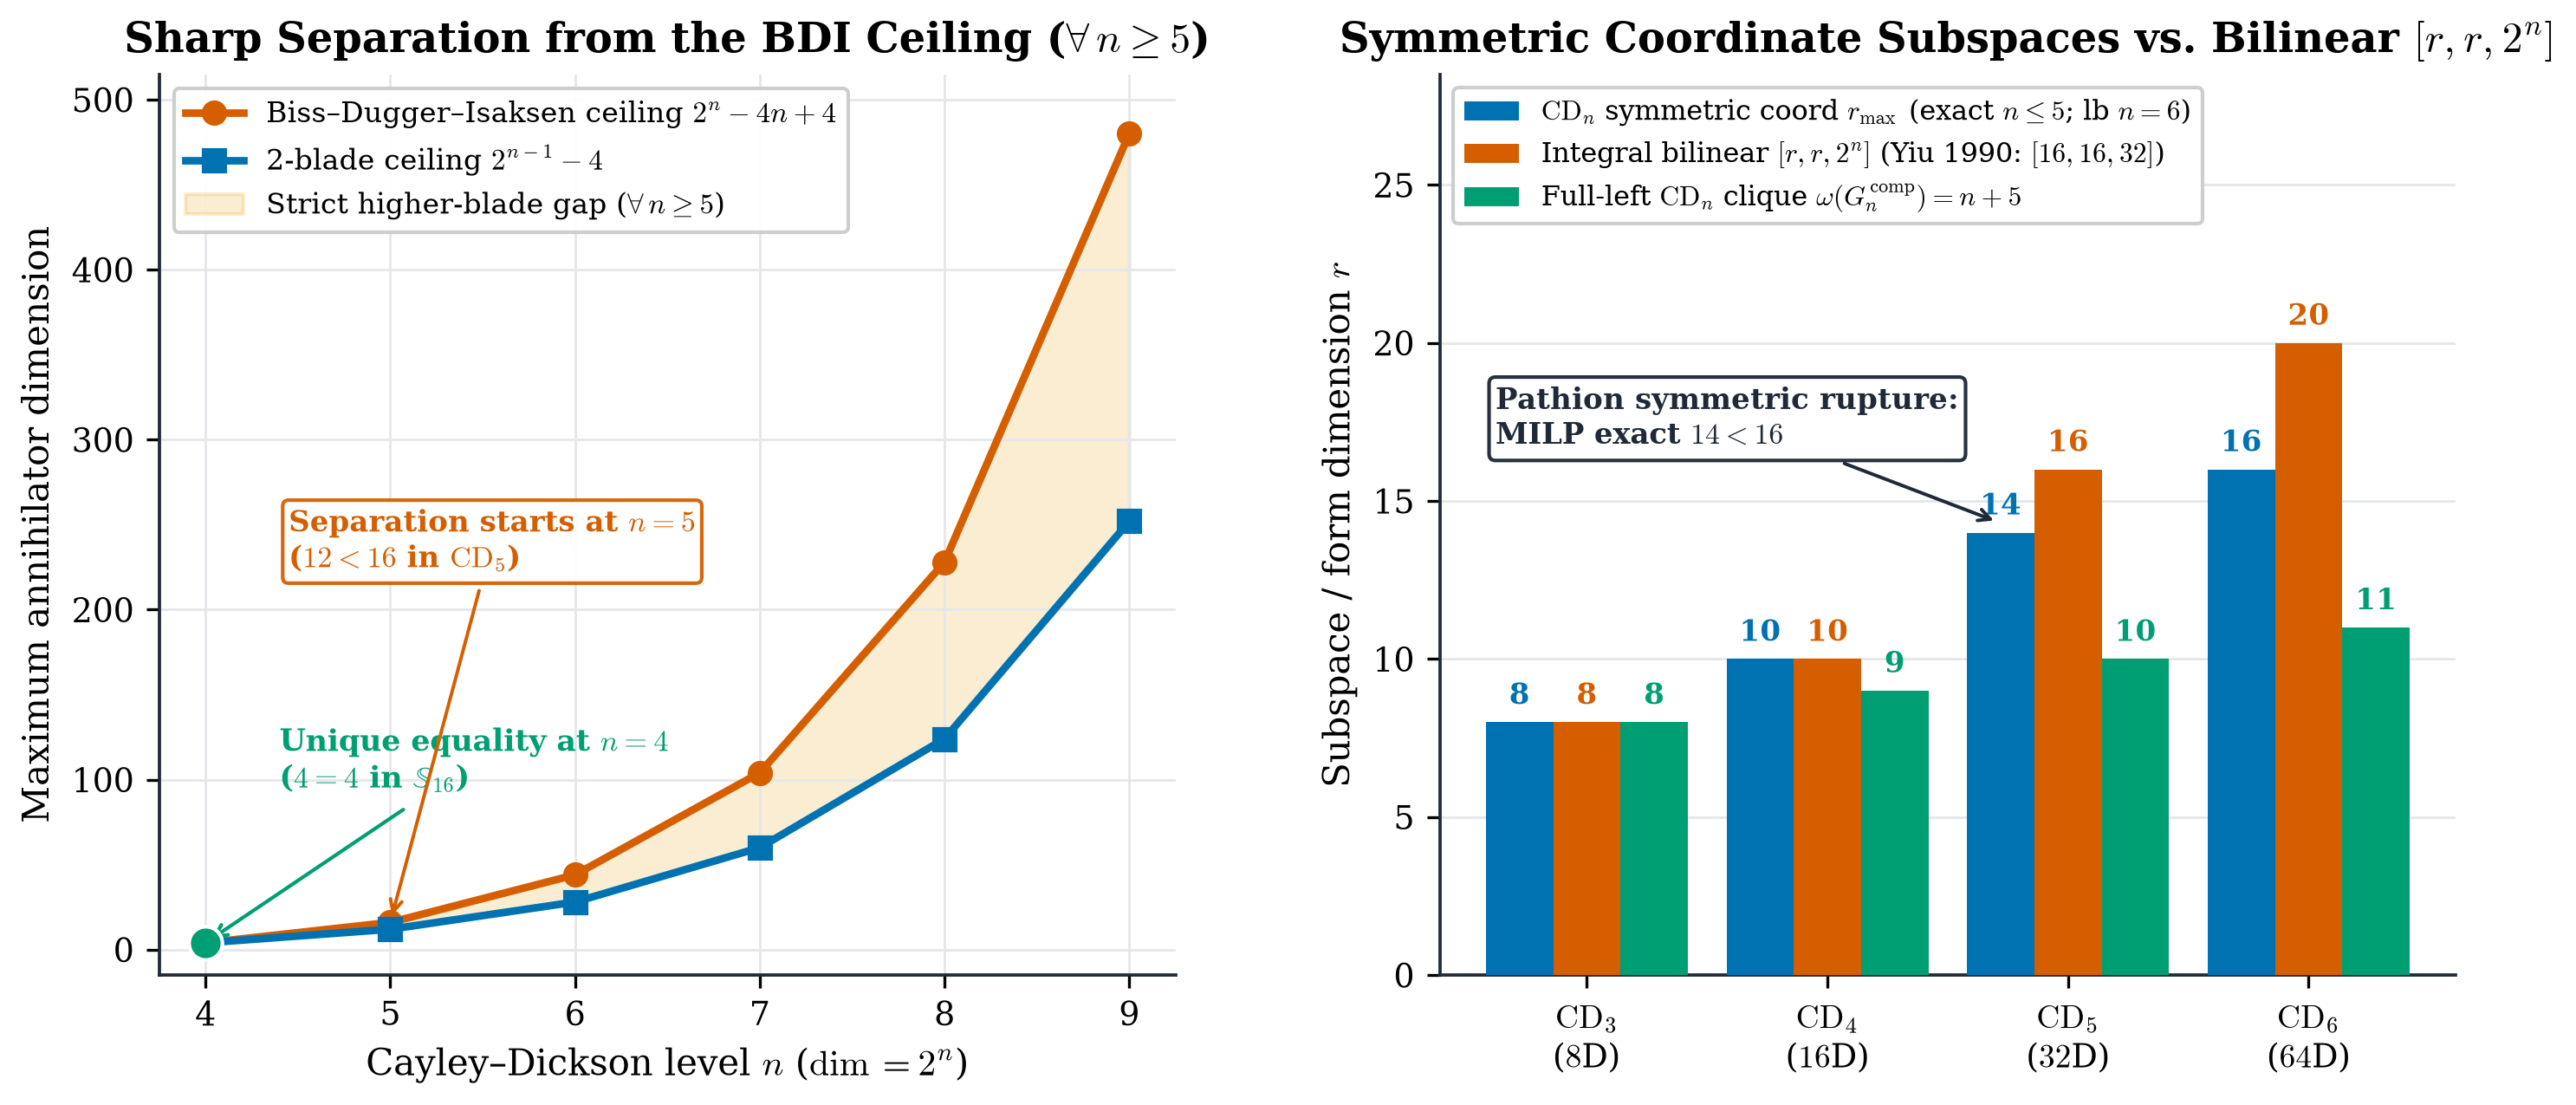 Sharp Separation from the BDI Ceiling (∀ n ≥ 5)
Biss–Dugger–Isaksen ceiling 2ⁿ − 4n + 4
2-blade ceiling 2ⁿ⁻¹ − 4
Strict higher-blade gap (∀ n ≥ 5)
Maximum annihilator dimension
500
400
300
200
100
0
Separation starts at n = 5
(12 < 16 in CD₅)
Unique equality at n = 4
(4 = 4 in 𝕊₁₆)
4 5 6 7 8 9
Cayley–Dickson level n (dim = 2ⁿ)
Symmetric Coordinate Subspaces vs. Bilinear [r, r, 2ⁿ]
CDₙ symmetric coord r_max (exact n ≤ 5; lb n = 6)
Integral bilinear [r, r, 2ⁿ] (Yiu 1990: [16, 16, 32])
Full-left CDₙ clique ω(Gₙ^comp) = n + 5
Subspace / form dimension r
25
20
15
10
5
0
Pathion symmetric rupture:
MILP exact 14 < 16
8 8 8
10 10 9
14 16 10
16 20 11
CD₃ CD₄ CD₅ CD₆
(8D) (16D) (32D) (64D)